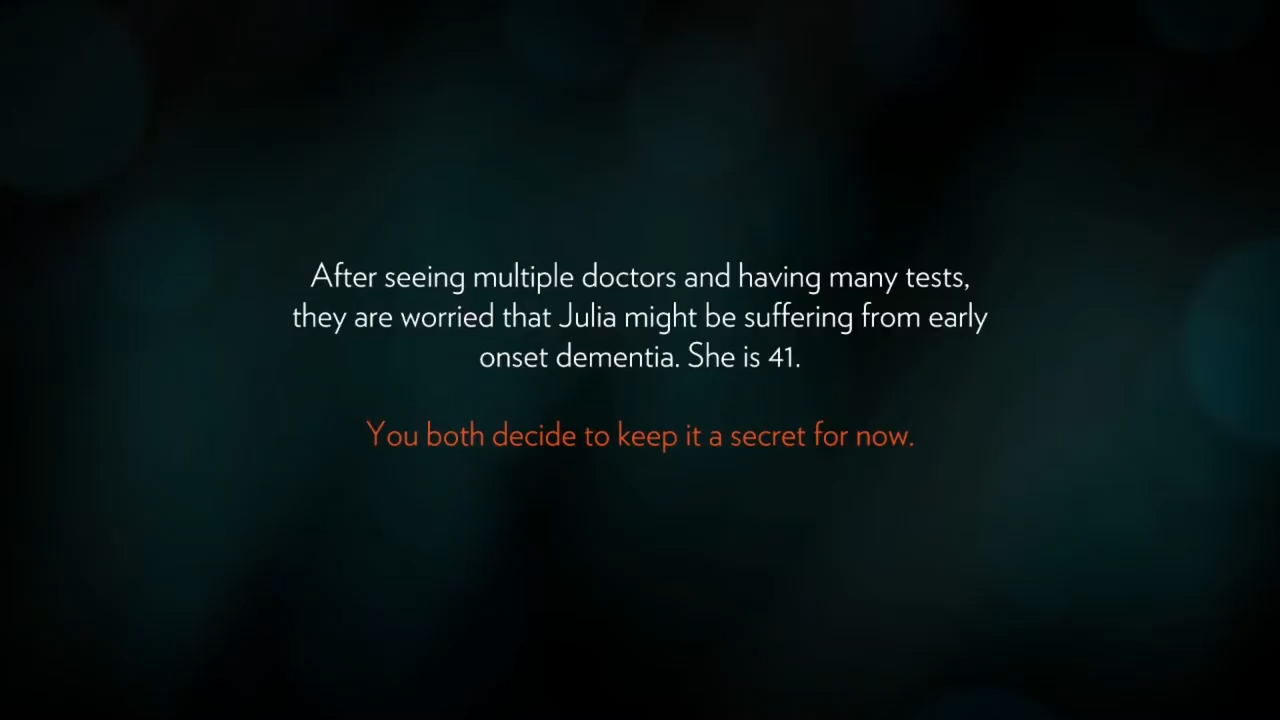 After seeing multiple doctors and having many tests,
they are worried that Julia might be suffering from early
onset dementia. She is 41.
You both decide to keep it a secret for now.